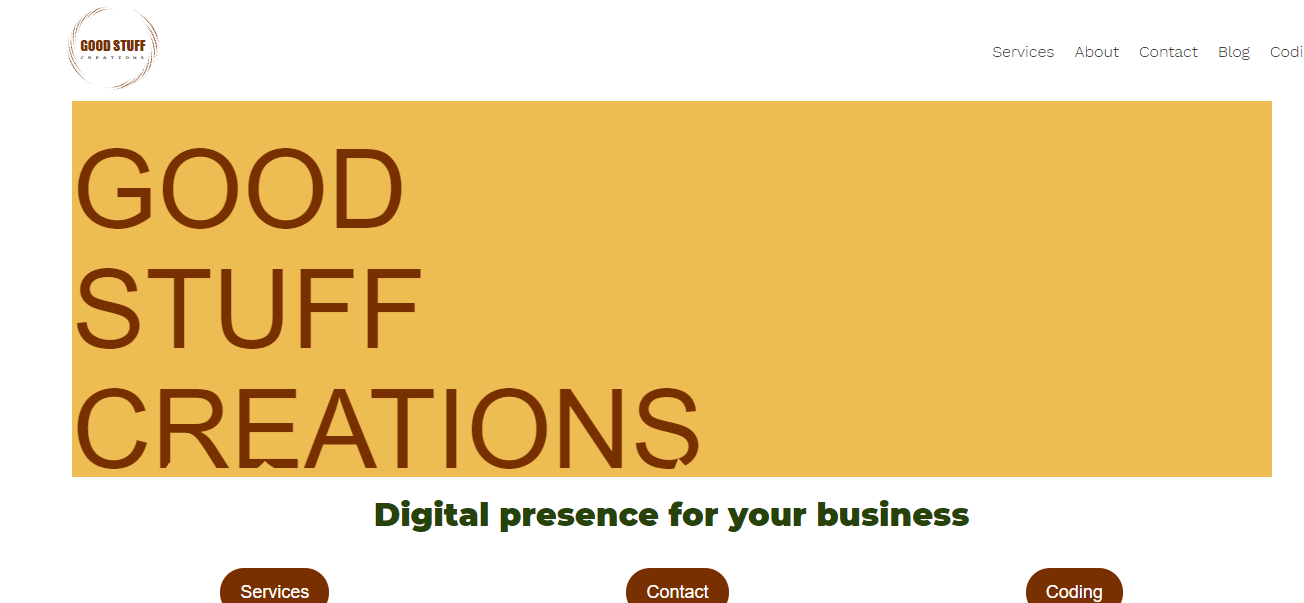 GOOD STUFF
CREATIONS
Services About Contact Blog Codi
GOOD
STUFF
CREATIONS
Digital presence for your business
Services Contact Coding